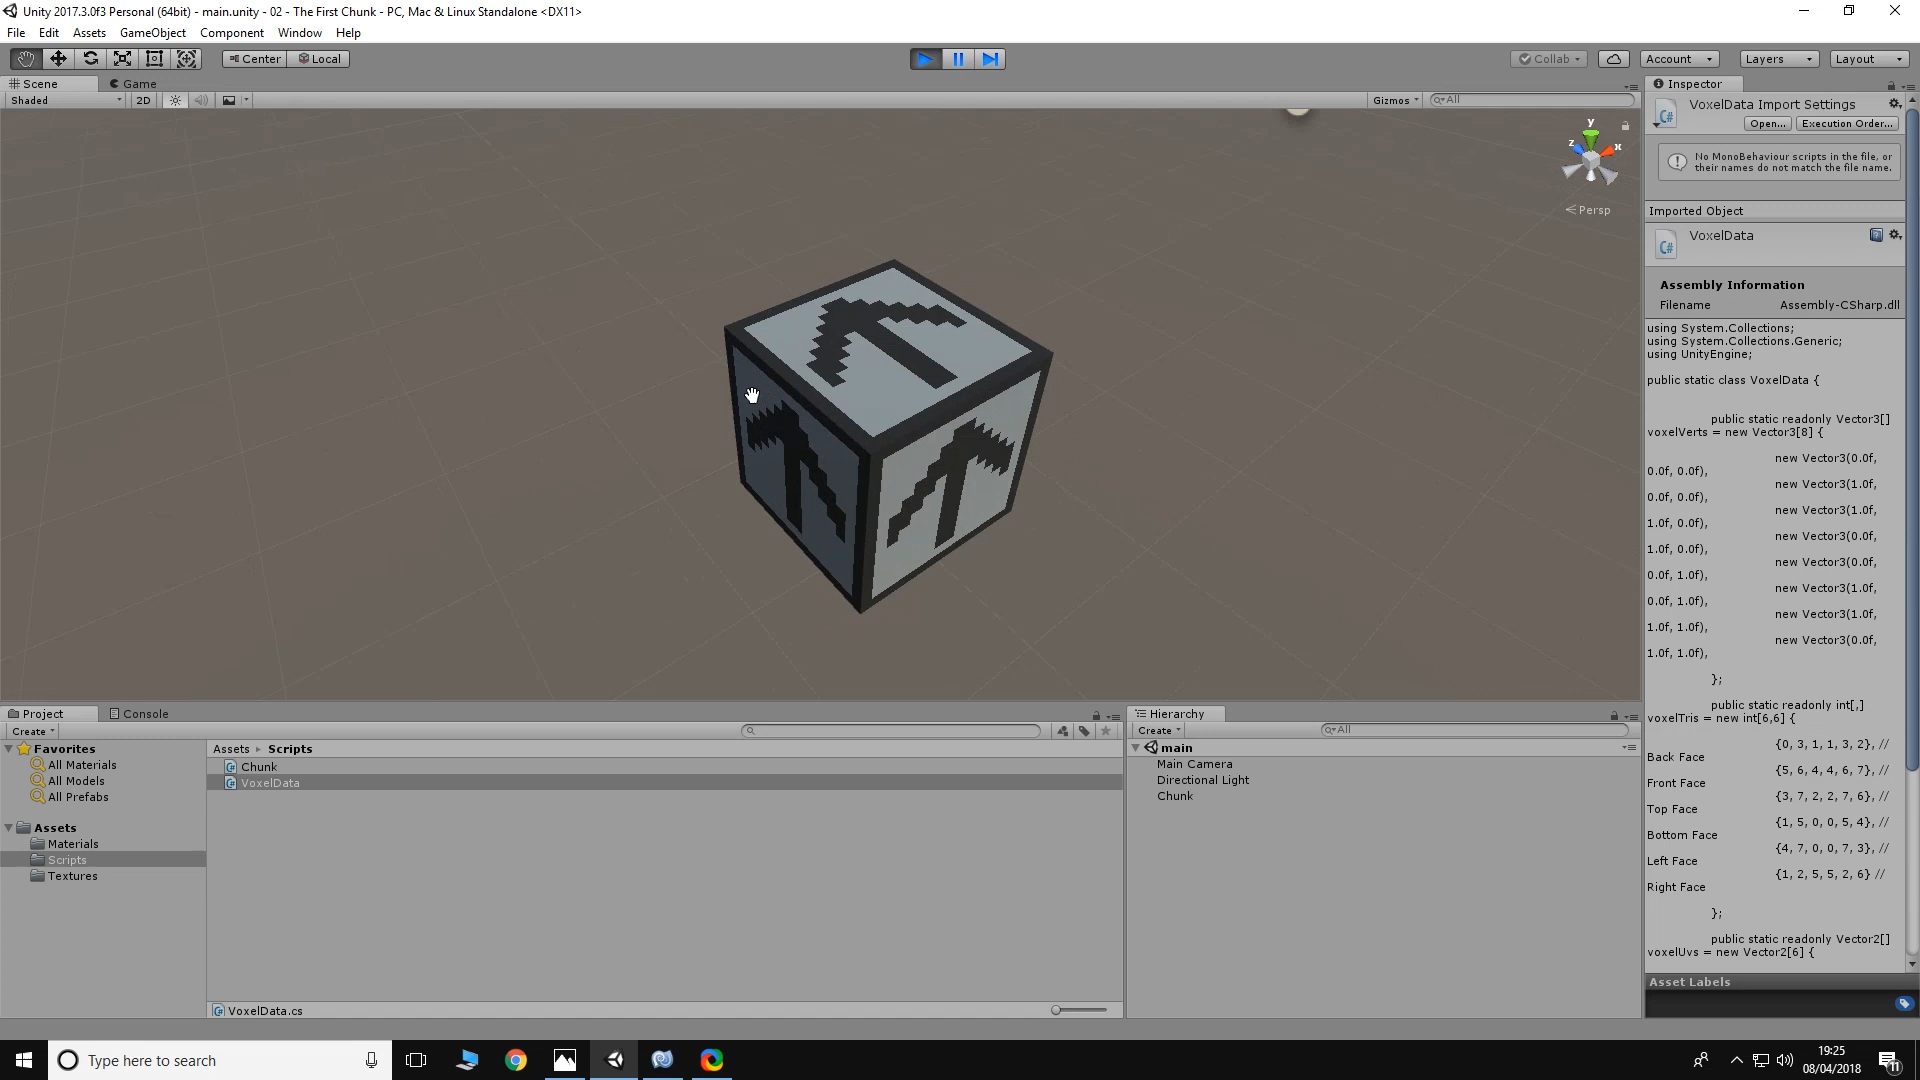 Unity 2017.3.0f3 Personal (64bit) - main.unity - 02 - The First Chunk - PC, Mac & Linux Standalone <DX11>
File Edit Assets GameObject Component Window Help
Center Local Collab Account Layers Layout
Scene Game
Shaded 2D Gizmos All
y
z x
Persp
Inspector
VoxelData Import Settings
Open... Execution Order...
No MonoBehaviour scripts in the file, or
their names do not match the file name.
Imported Object
VoxelData
Assembly Information
Filename Assembly-CSharp.dll
using System.Collections;
using System.Collections.Generic;
using UnityEngine;
public static class VoxelData {
public static readonly Vector3[]
voxelVerts = new Vector3[8] {
new Vector3(0.0f,
0.0f, 0.0f),
new Vector3(1.0f,
0.0f, 0.0f),
new Vector3(1.0f,
1.0f, 0.0f),
new Vector3(0.0f,
1.0f, 0.0f),
new Vector3(0.0f,
0.0f, 1.0f),
new Vector3(1.0f,
0.0f, 1.0f),
new Vector3(1.0f,
1.0f, 1.0f),
new Vector3(0.0f,
1.0f, 1.0f),
};
public static readonly int[,]
voxelTris = new int[6,6] {
{0, 3, 1, 1, 3, 2}, //
Back Face
{5, 6, 4, 4, 6, 7}, //
Front Face
{3, 7, 2, 2, 7, 6}, //
Top Face
{1, 5, 0, 0, 5, 4}, //
Bottom Face
{4, 7, 0, 0, 7, 3}, //
Left Face
{1, 2, 5, 5, 2, 6} //
Right Face
};
public static readonly Vector2[]
voxelUvs = new Vector2[6] {
Asset Labels
Project Console
Create
Favorites
All Materials
All Models
All Prefabs
Assets
Materials
Scripts
Textures
Assets Scripts
C# Chunk
C# VoxelData
C# VoxelData.cs
Hierarchy
Create All
main
Main Camera
Directional Light
Chunk
Type here to search
19:25
08/04/2018
11